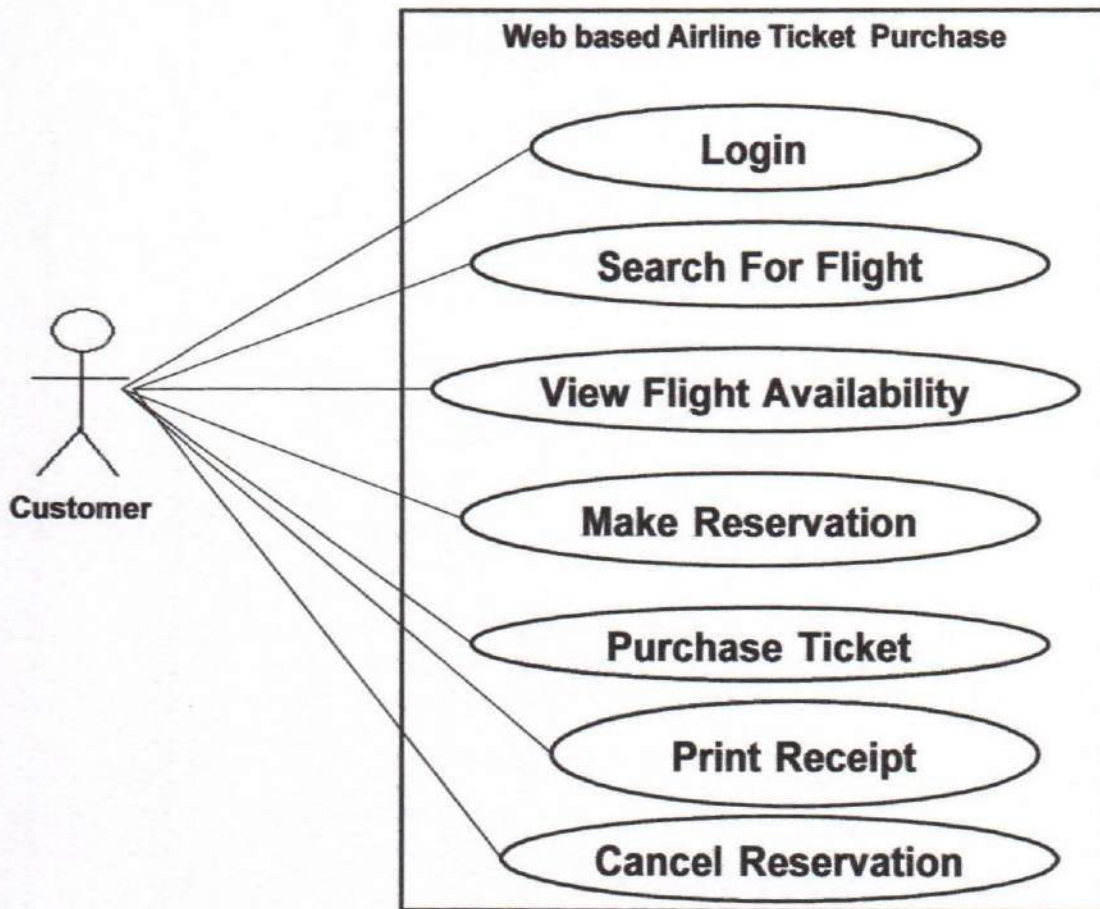 Web based Airline Ticket Purchase
Login
Search For Flight
View Flight Availability
Customer
Make Reservation
Purchase Ticket
Print Receipt
Cancel Reservation